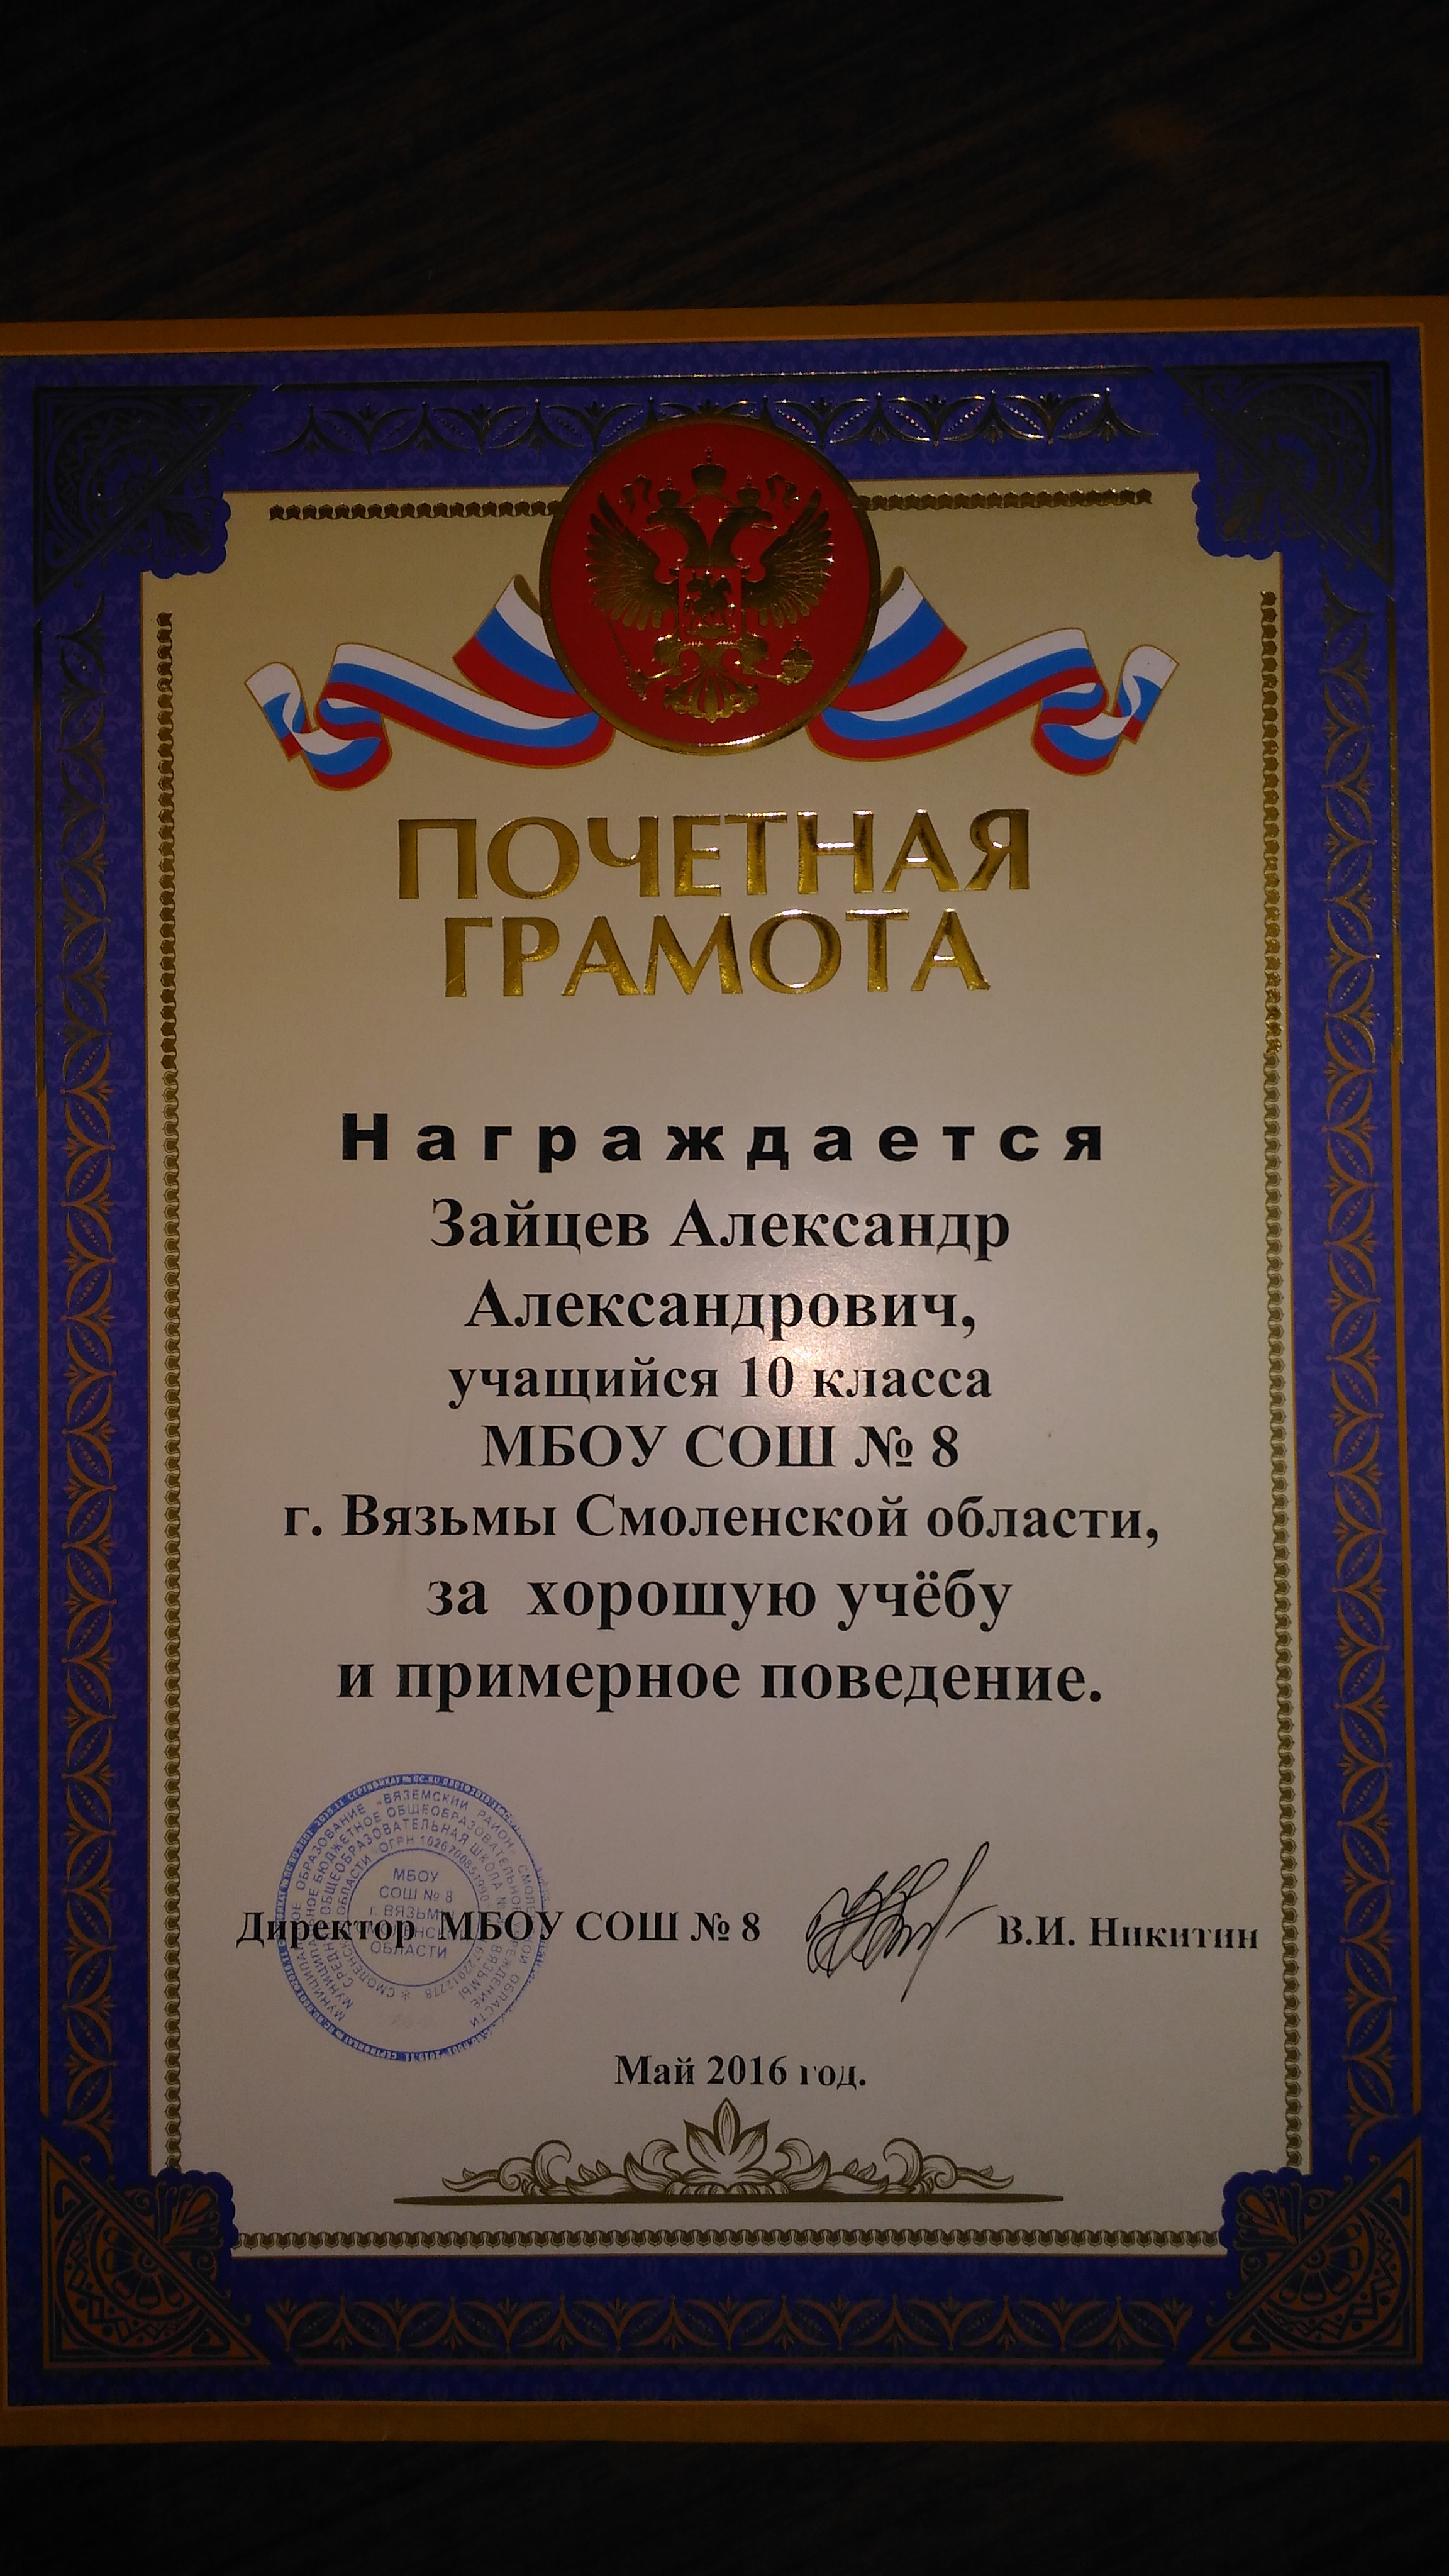 ПОЧЕТНАЯ
ГРАМОТА
Награждается
Зайцев Александр
Александрович,
учащийся 10 класса
МБОУ СОШ № 8
г. Вязьмы Смоленской области,
за хорошую учёбу
и примерное поведение.
МБОУ
СОШ № 8
г. ВЯЗЬМЫ
ОБЛАСТИ
Директор МБОУ СОШ № 8 В.И. Никитин
Май 2016 год.